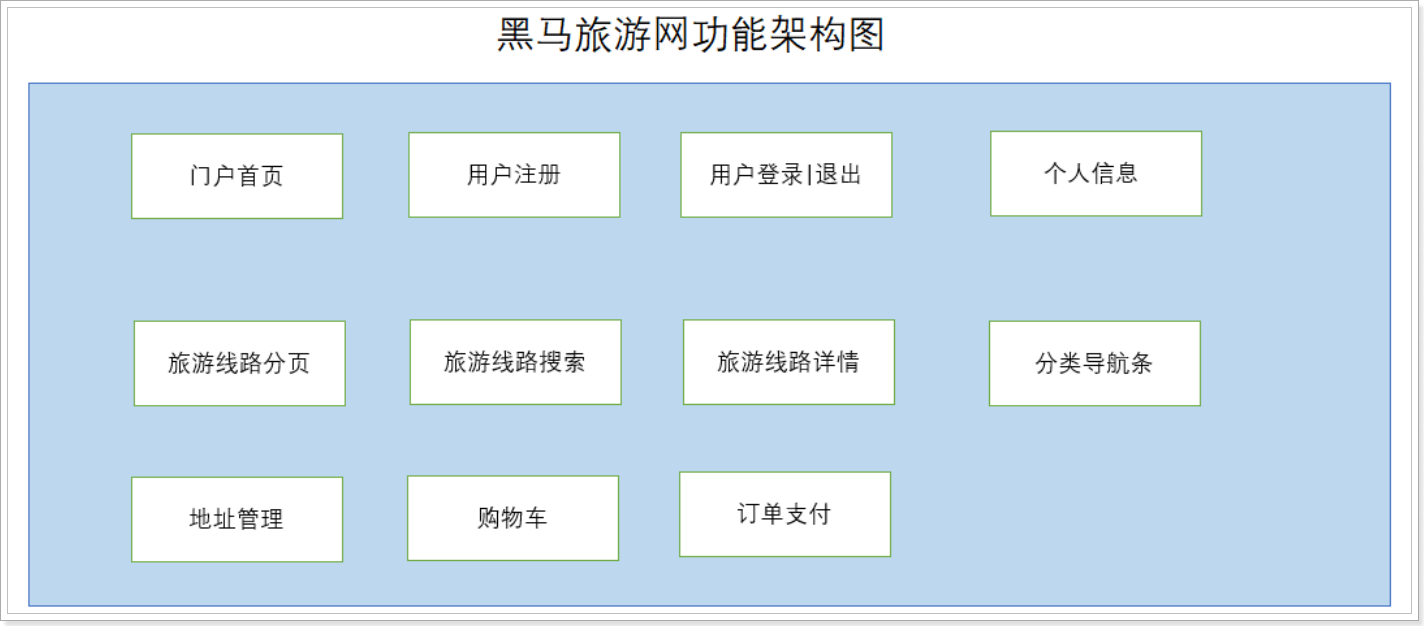 黑马旅游网功能架构图
门户首页
用户注册
用户登录|退出
个人信息
旅游线路分页
旅游线路搜索
旅游线路详情
分类导航条
地址管理
购物车
订单支付